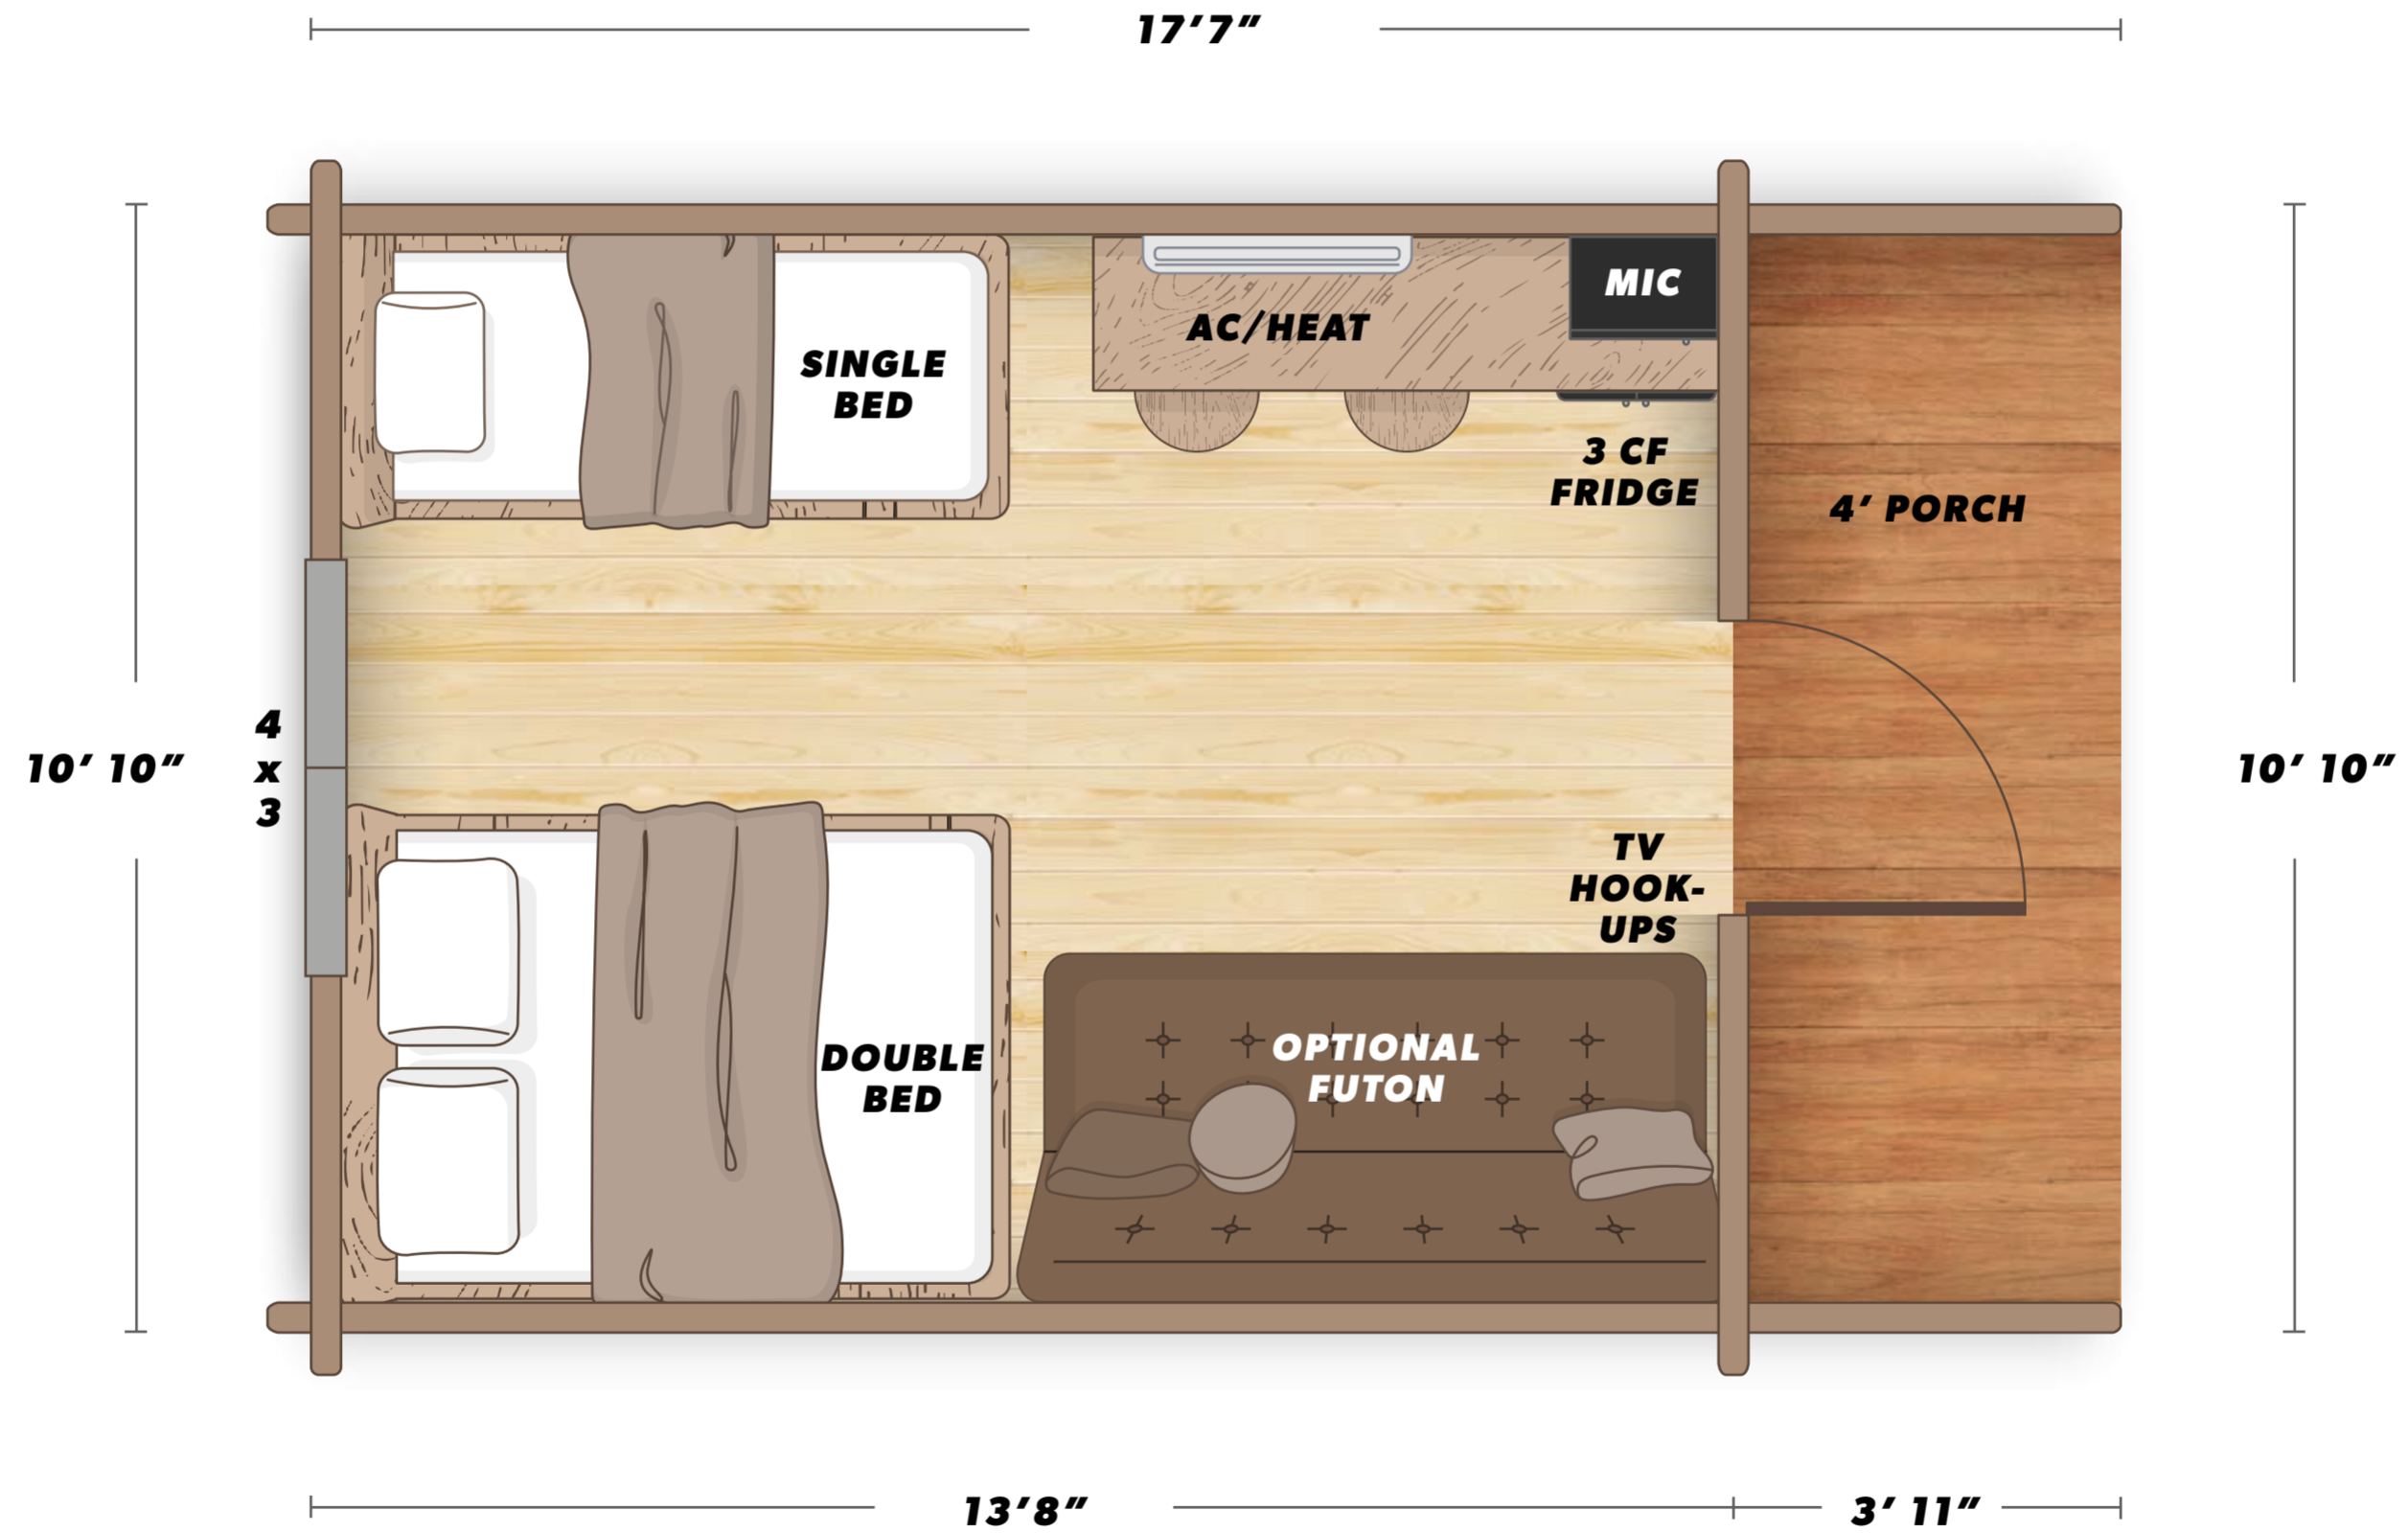 17′7″
MIC
AC/HEAT
SINGLE
BED
3 CF
FRIDGE
4′ PORCH
4
x
3
10′ 10″
10′ 10″
TV
HOOK-
UPS
DOUBLE
BED
OPTIONAL
FUTON
13′8″
3′ 11″